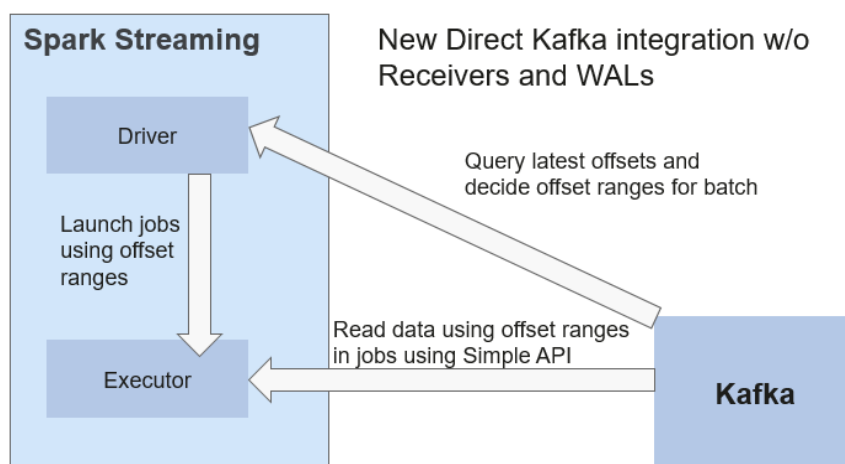 Spark Streaming
New Direct Kafka integration w/o
Receivers and WALs
Driver
Query latest offsets and
decide offset ranges for batch
Launch jobs
using offset
ranges
Read data using offset ranges
in jobs using Simple API
Executor
Kafka